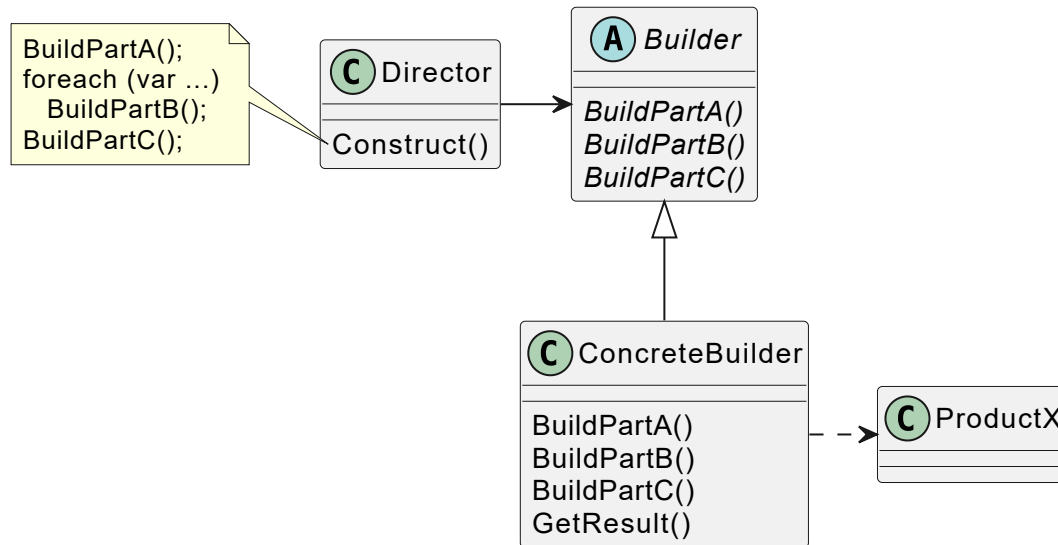 BuildPartA();
foreach (var ...)
BuildPartB();
BuildPartC();
C Director
Construct()
A Builder
BuildPartA()
BuildPartB()
BuildPartC()
C ConcreteBuilder
BuildPartA()
BuildPartB()
BuildPartC()
GetResult()
C ProductX